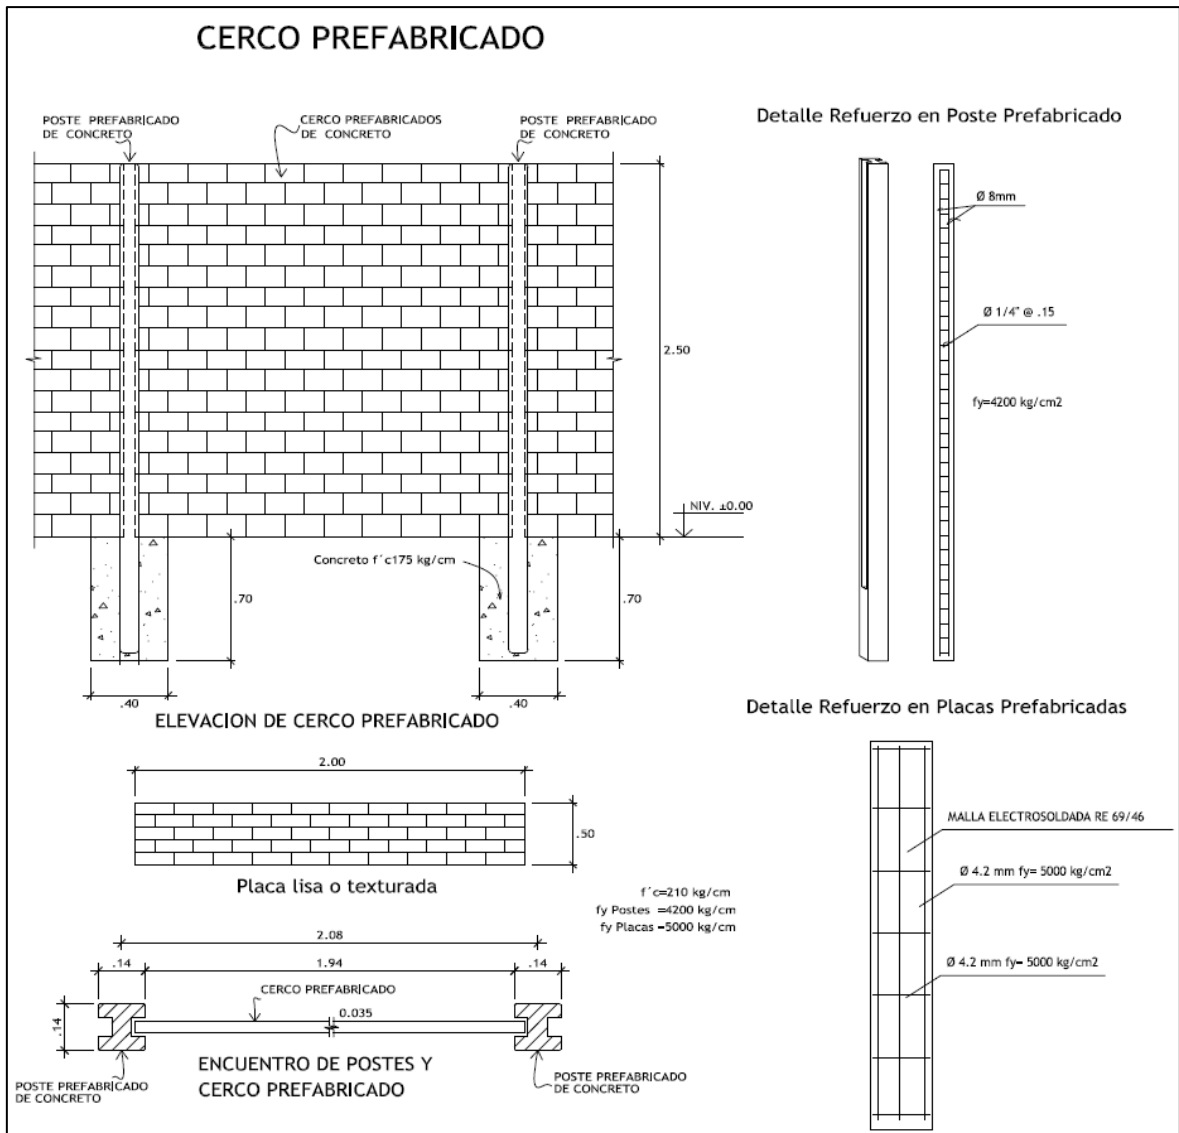 CERCO PREFABRICADO
POSTE PREFABRICADO
DE CONCRETO
CERCO PREFABRICADOS
DE CONCRETO
POSTE PREFABRICADO
DE CONCRETO
2.50
NIV. ±0.00
Concreto f´c175 kg/cm
.70
.70
.40
.40
ELEVACION DE CERCO PREFABRICADO
2.00
.50
Placa lisa o texturada
f´c=210 kg/cm
fy Postes =4200 kg/cm
fy Placas =5000 kg/cm
2.08
.14
1.94
.14
CERCO PREFABRICADO
0.035
.14
ENCUENTRO DE POSTES Y
CERCO PREFABRICADO
POSTE PREFABRICADO
DE CONCRETO
POSTE PREFABRICADO
DE CONCRETO
Detalle Refuerzo en Poste Prefabricado
Ø 8mm
Ø 1/4" @ .15
fy=4200 kg/cm2
Detalle Refuerzo en Placas Prefabricadas
MALLA ELECTROSOLDADA RE 69/46
Ø 4.2 mm fy= 5000 kg/cm2
Ø 4.2 mm fy= 5000 kg/cm2